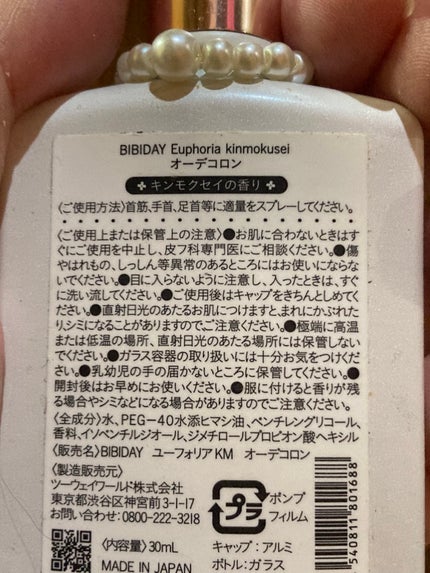 BIBIDAY Euphoria kinmokusei
オーデコロン
キンモクセイの香り
〈ご使用方法〉首筋、手首、足首等に適量をスプレーしてください。
〈ご使用上または保管上の注意〉●お肌に合わないときはす
ぐにご使用を中止し、皮フ科専門医にご相談ください。●傷
やはれもの、しっしん等異常のあるところにはお使いにならな
いでください。●目に入らないように注意し、入ったときは、すぐ
に洗い流してください。●ご使用後はキャップをきちんとしめてく
ださい。●直射日光のあたるお肌につけますと、まれにかぶれた
りシミになることがありますのでご注意ください。●極端に高温
または低温の場所、直射日光のあたる場所には保管しない
でください。●ガラス容器の取り扱いには十分お気をつけくだ
さい。●乳幼児の手の届かないところに保管してください。●
開封後はお早めにお使いください。●服に付けると香りが残
る場合やシミなどになる場合がありますのでご注意ください。
〈全成分〉水、PEG-40水添ヒマシ油、ペンチレングリコール、
香料、イソペンチルジオール、ジメチロールプロピオン酸ヘキシル
〈販売名〉BIBIDAY ユーフォリアKM オーデコロン
〈製造販売元〉
ツーウェイワールド株式会社
東京都渋谷区神宮前3-1-17
お問い合わせ:0800-222-3218
〈内容量〉30mL
MADE IN JAPAN
プラ
ポンプ
フィルム
キャップ:アルミ
ボトル:ガラス
540811801688